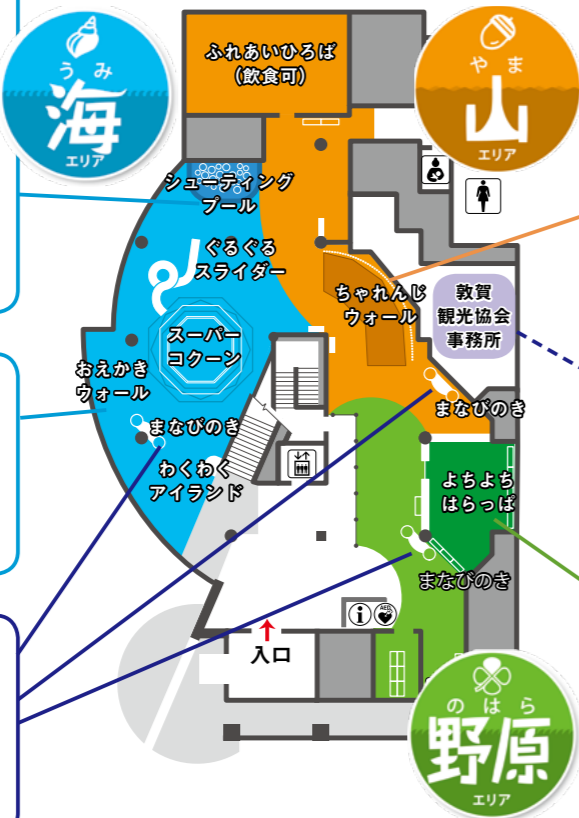 うみ
海
エリア
やま
山
エリア
ふれあいひろば
(飲食可)
シューティング
プール
ぐるぐる
スライダー
ちゃれんじ
ウォール
敦賀
観光協会
事務所
スーパー
コクーン
おえかき
ウォール
まなびのき
まなびのき
わくわく
アイランド
よちよち
はらっぱ
まなびのき
AED
入口
のはら
野原
エリア